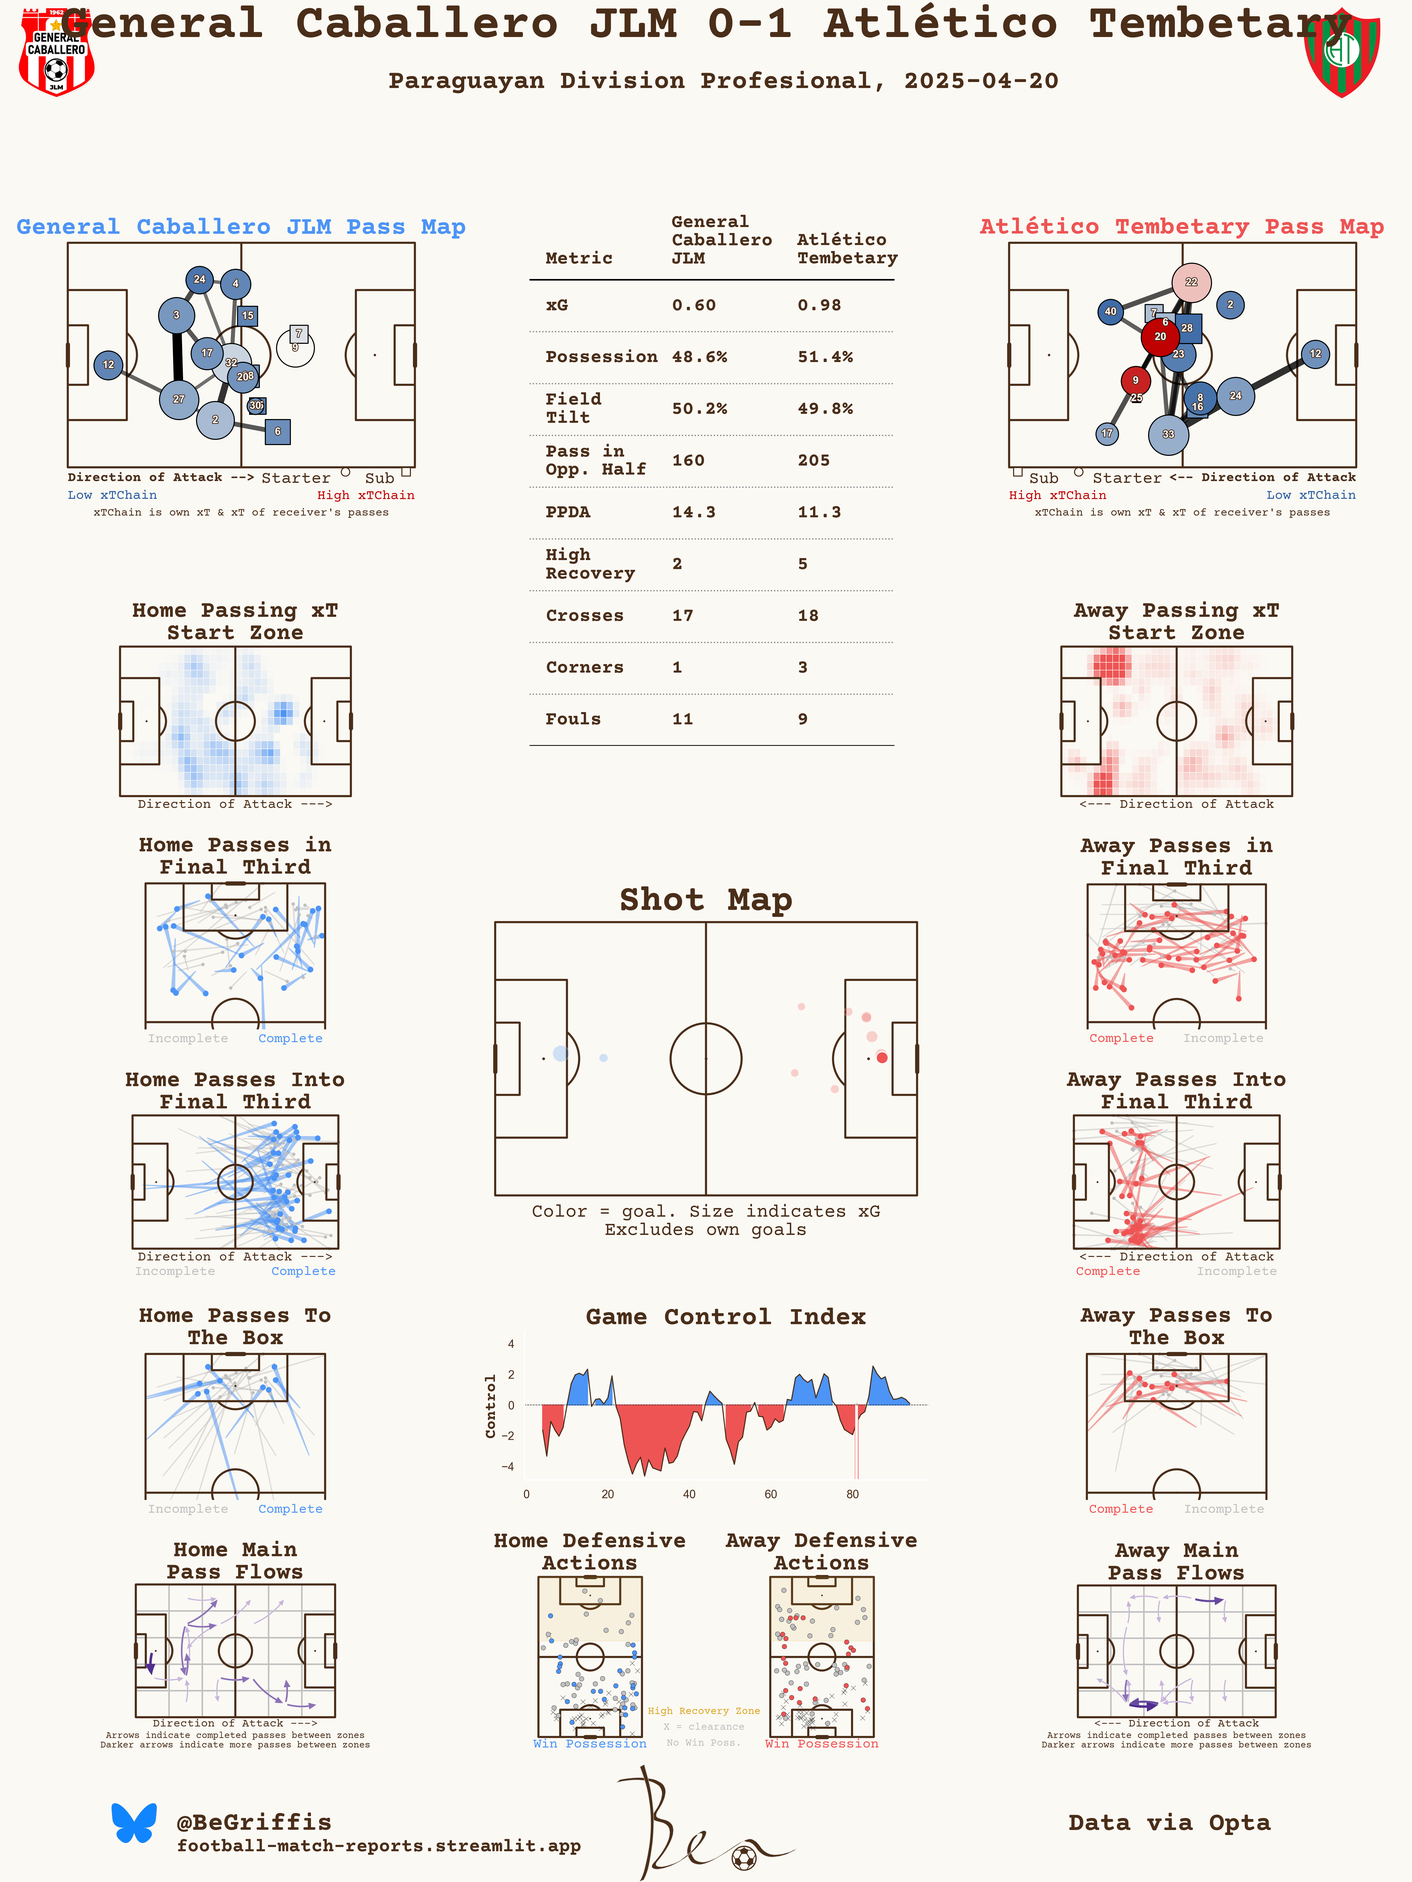 General Caballero JLM 0-1 Atlético Tembetary
Paraguayan Division Profesional, 2025-04-20
1962
GENERAL
CABALLERO
JLM
General Caballero JLM Pass Map
24
4
3
15
7
9
17
32
12
20
8
27
30
2
6
Direction of Attack --> Starter Sub
Low xTChain High xTChain
xTChain is own xT & xT of receiver's passes
Metric General Caballero JLM Atlético Tembetary
xG 0.60 0.98
Possession 48.6% 51.4%
Field Tilt 50.2% 49.8%
Pass in Opp. Half 160 205
PPDA 14.3 11.3
High Recovery 2 5
Crosses 17 18
Corners 1 3
Fouls 11 9
Atlético Tembetary Pass Map
22
40
7
6
2
28
20
23
12
9
25
8
24
16
17
33
Sub Starter <-- Direction of Attack
High xTChain Low xTChain
xTChain is own xT & xT of receiver's passes
Home Passing xT
Start Zone
Direction of Attack --->
Away Passing xT
Start Zone
<--- Direction of Attack
Home Passes in
Final Third
Incomplete Complete
Away Passes in
Final Third
Complete Incomplete
Shot Map
Color = goal. Size indicates xG
Excludes own goals
Home Passes Into
Final Third
Direction of Attack --->
Incomplete Complete
Away Passes Into
Final Third
<--- Direction of Attack
Complete Incomplete
Home Passes To
The Box
Incomplete Complete
Game Control Index
Control
4
2
0
−2
−4
0 20 40 60 80
Away Passes To
The Box
Complete Incomplete
Home Main
Pass Flows
Direction of Attack --->
Arrows indicate completed passes between zones
Darker arrows indicate more passes between zones
Home Defensive
Actions
Win Possession
Away Defensive
Actions
Win Possession
High Recovery Zone
X = clearance
No Win Poss.
Away Main
Pass Flows
<--- Direction of Attack
Arrows indicate completed passes between zones
Darker arrows indicate more passes between zones
@BeGriffis
football-match-reports.streamlit.app
Ben
Data via Opta